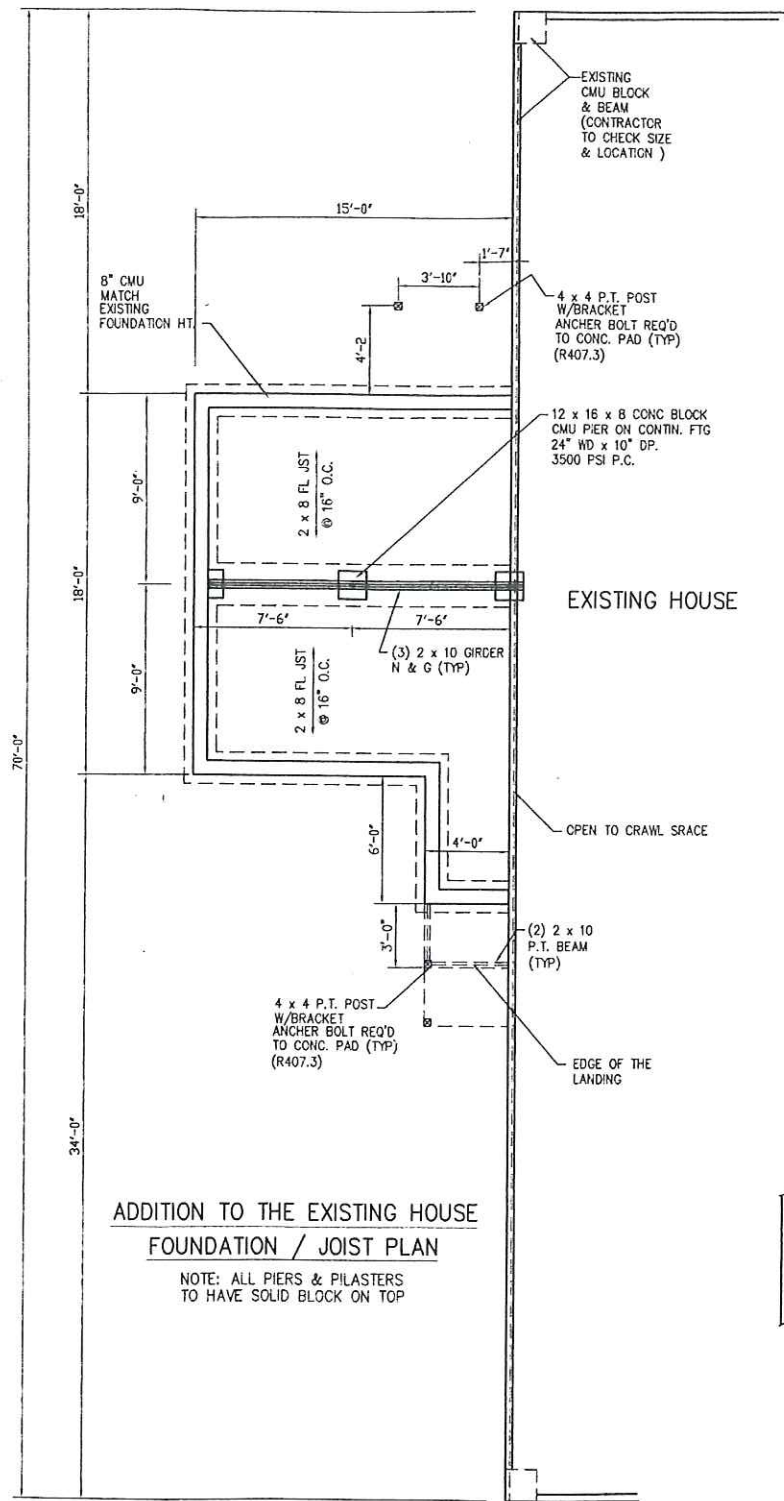 EXISTING
CMU BLOCK
& BEAM
(CONTRACTOR
TO CHECK SIZE
& LOCATION )
18'-0"
15'-0"
1'-7"
3'-10"
8" CMU
MATCH
EXISTING
FOUNDATION HT.
4'-2
4 x 4 P.T. POST
W/BRACKET
ANCHER BOLT REQ'D
TO CONC. PAD (TYP)
(R407.3)
12 x 16 x 8 CONC BLOCK
CMU PIER ON CONTIN. FTG
24" WD x 10" DP.
3500 PSI P.C.
9'-0"
2 x 8 FL JST
@ 16" O.C.
18'-0"
EXISTING HOUSE
7'-6"
7'-6"
(3) 2 x 10 GIRDER
N & G (TYP)
9'-0"
2 x 8 FL JST
@ 16" O.C.
70'-0"
OPEN TO CRAWL SRACE
6'-0"
4'-0"
3'-0"
(2) 2 x 10
P.T. BEAM
(TYP)
4 x 4 P.T. POST
W/BRACKET
ANCHER BOLT REQ'D
TO CONC. PAD (TYP)
(R407.3)
EDGE OF THE
LANDING
34'-0"
ADDITION TO THE EXISTING HOUSE
FOUNDATION / JOIST PLAN
NOTE: ALL PIERS & PILASTERS
TO HAVE SOLID BLOCK ON TOP